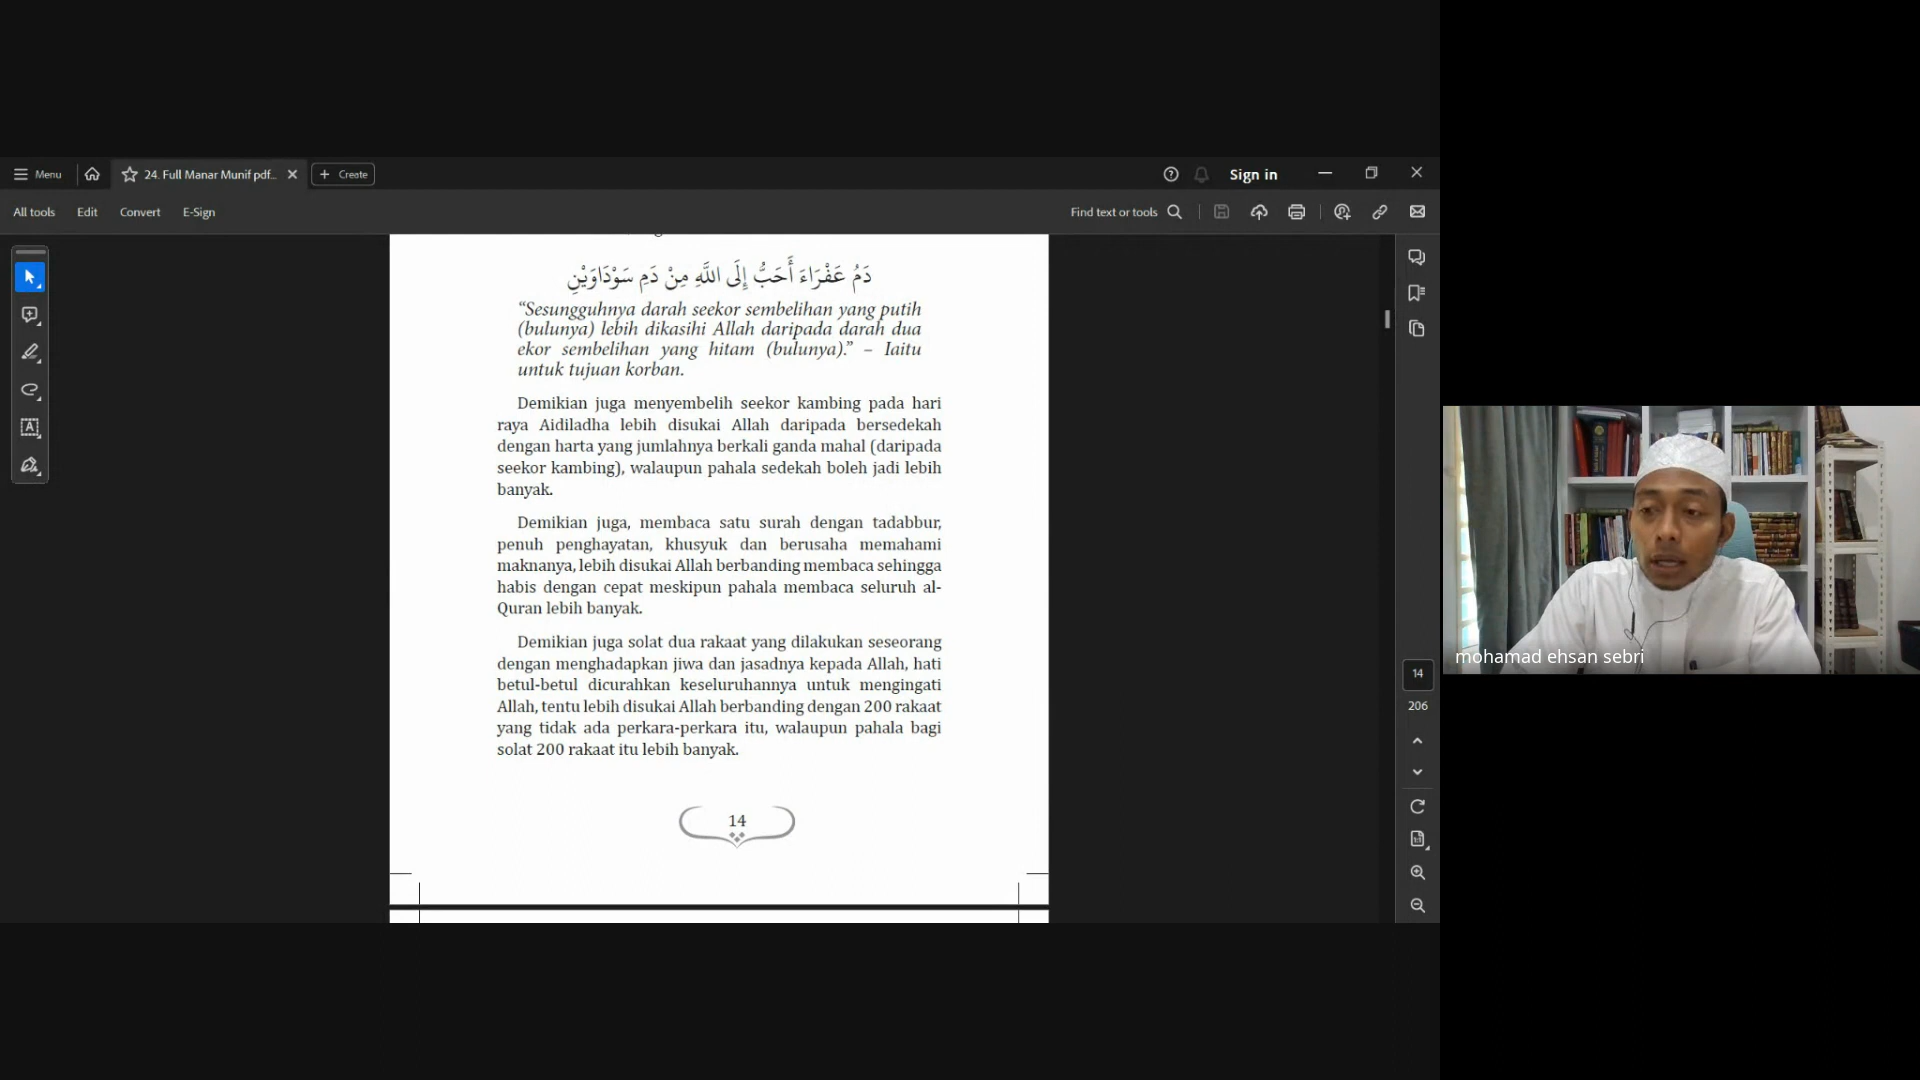 Menu
24. Full Manar Munif pdf...
Create
Sign in
All tools
Edit
Convert
E-Sign
Find text or tools
دَمُ عَفْرَاءَ أَحَبُّ إِلَى اللَّهِ مِنْ دَمِ سَوْدَاوَيْنِ
“Sesungguhnya darah seekor sembelihan yang putih
(bulunya) lebih dikasihi Allah daripada darah dua
ekor sembelihan yang hitam (bulunya).” – Iaitu
untuk tujuan korban.
Demikian juga menyembelih seekor kambing pada hari
raya Aidiladha lebih disukai Allah daripada bersedekah
dengan harta yang jumlahnya berkali ganda mahal (daripada
seekor kambing), walaupun pahala sedekah boleh jadi lebih
banyak.
Demikian juga, membaca satu surah dengan tadabbur,
penuh penghayatan, khusyuk dan berusaha memahami
maknanya, lebih disukai Allah berbanding membaca sehingga
habis dengan cepat meskipun pahala membaca seluruh al-
Quran lebih banyak.
Demikian juga solat dua rakaat yang dilakukan seseorang
dengan menghadapkan jiwa dan jasadnya kepada Allah, hati
betul-betul dicurahkan keseluruhannya untuk mengingati
Allah, tentu lebih disukai Allah berbanding dengan 200 rakaat
yang tidak ada perkara-perkara itu, walaupun pahala bagi
solat 200 rakaat itu lebih banyak.
14
14
206
mohamad ehsan sebri